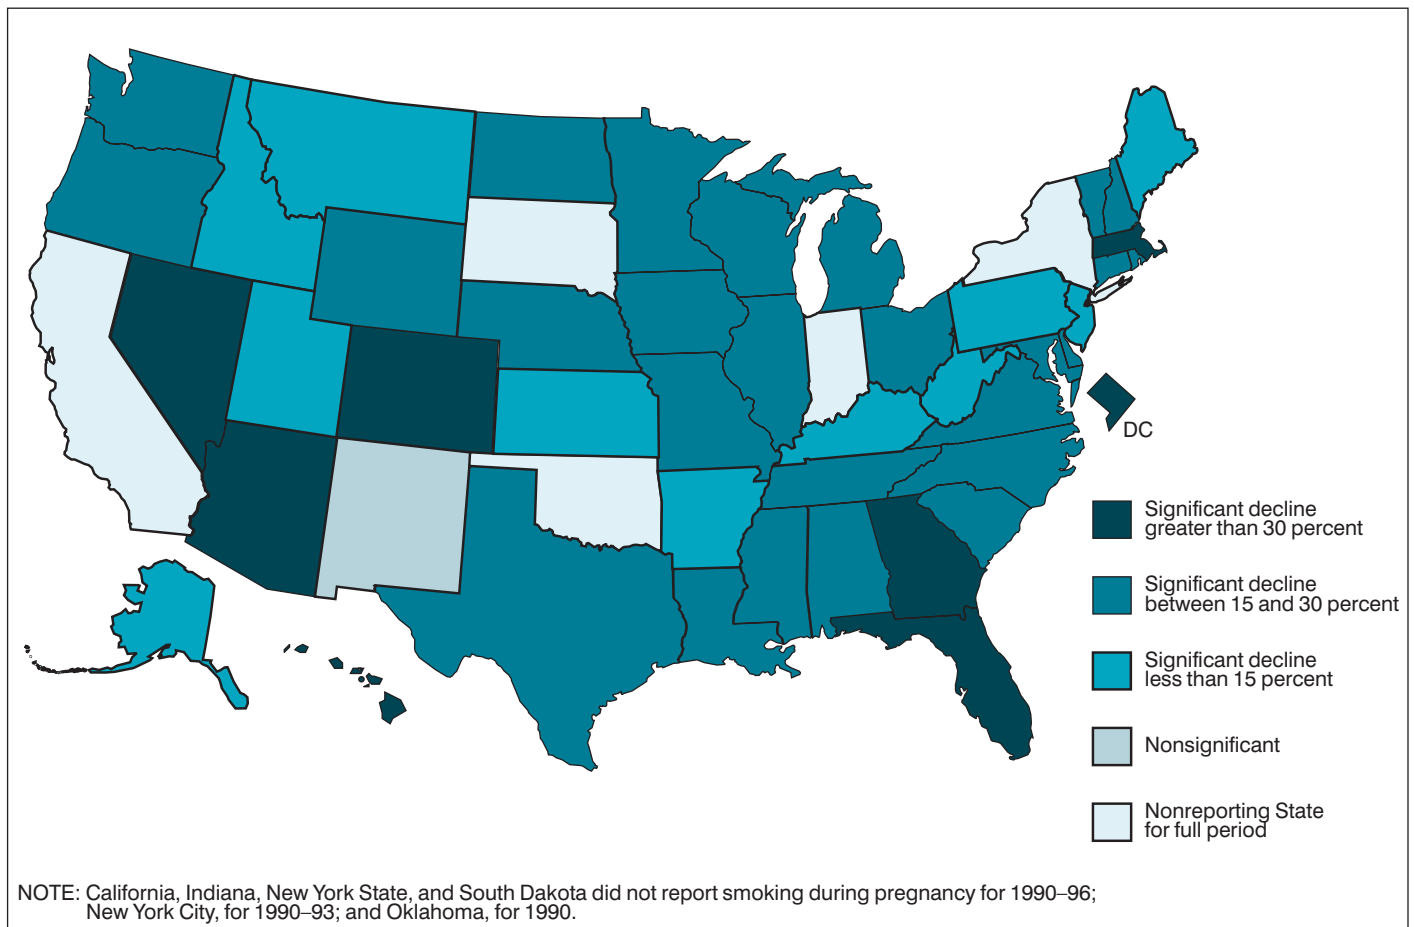 DC
Significant decline
greater than 30 percent
Significant decline
between 15 and 30 percent
Significant decline
less than 15 percent
Nonsignificant
Nonreporting State
for full period
NOTE: California, Indiana, New York State, and South Dakota did not report smoking during pregnancy for 1990–96;
New York City, for 1990–93; and Oklahoma, for 1990.